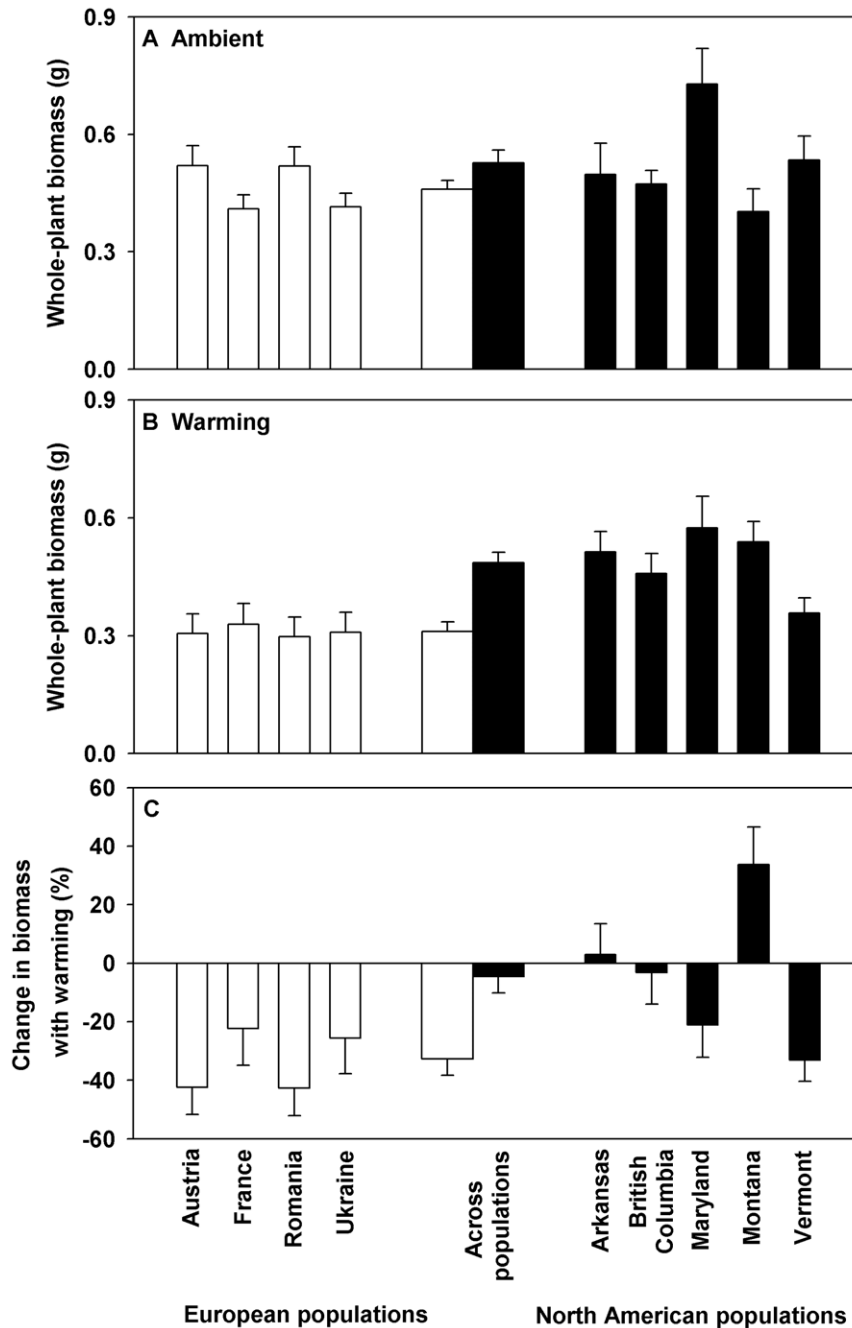 A Ambient
Whole-plant biomass (g)
0.9
0.6
0.3
0.0
B Warming
Whole-plant biomass (g)
0.9
0.6
0.3
0.0
C
Change in biomass
with warming (%)
60
40
20
0
-20
-40
-60
Austria
France
Romania
Ukraine
Across
populations
Arkansas
British
Columbia
Maryland
Montana
Vermont
European populations
North American populations